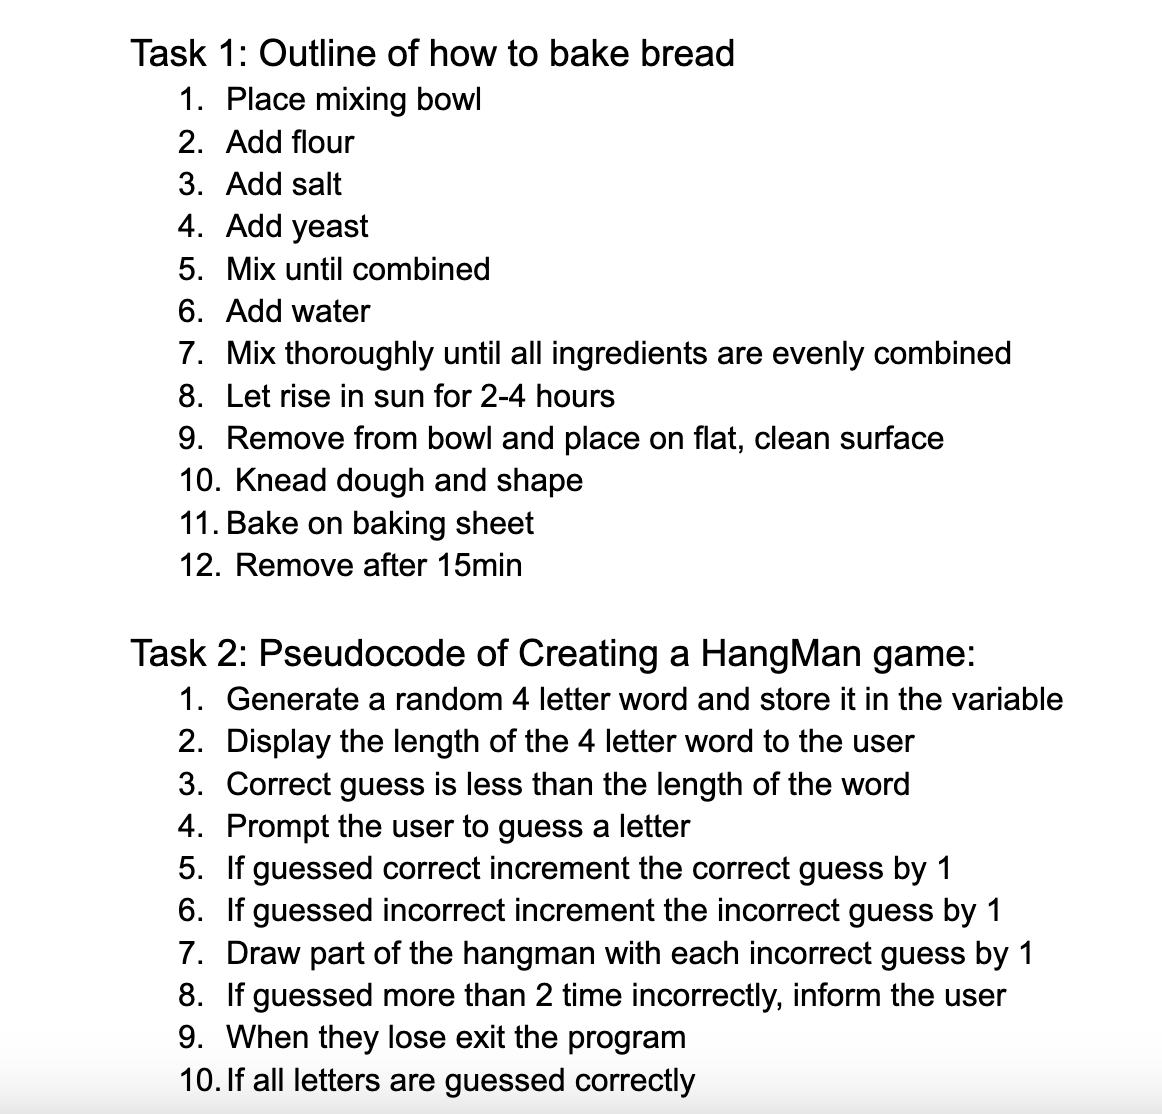 Task 1: Outline of how to bake bread
1. Place mixing bowl
2. Add flour
3. Add salt
4. Add yeast
5. Mix until combined
6. Add water
7. Mix thoroughly until all ingredients are evenly combined
8. Let rise in sun for 2-4 hours
9. Remove from bowl and place on flat, clean surface
10. Knead dough and shape
11. Bake on baking sheet
12. Remove after 15min
Task 2: Pseudocode of Creating a HangMan game:
1. Generate a random 4 letter word and store it in the variable
2. Display the length of the 4 letter word to the user
3. Correct guess is less than the length of the word
4. Prompt the user to guess a letter
5. If guessed correct increment the correct guess by 1
6. If guessed incorrect increment the incorrect guess by 1
7. Draw part of the hangman with each incorrect guess by 1
8. If guessed more than 2 time incorrectly, inform the user
9. When they lose exit the program
10. If all letters are guessed correctly